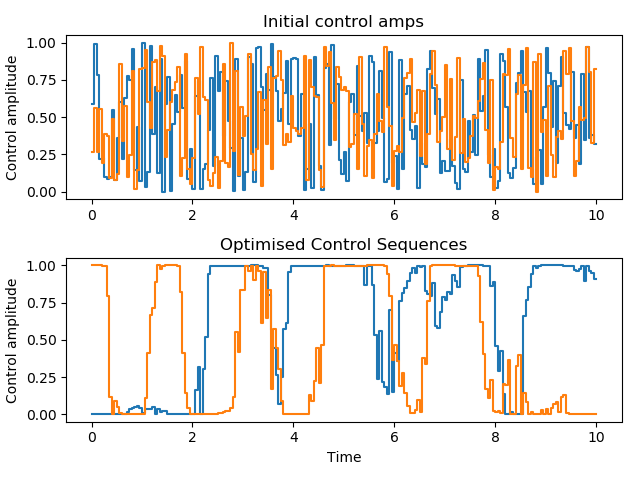 Initial control amps
Control amplitude
1.00
0.75
0.50
0.25
0.00
0 2 4 6 8 10
Optimised Control Sequences
Control amplitude
1.00
0.75
0.50
0.25
0.00
0 2 4 6 8 10
Time